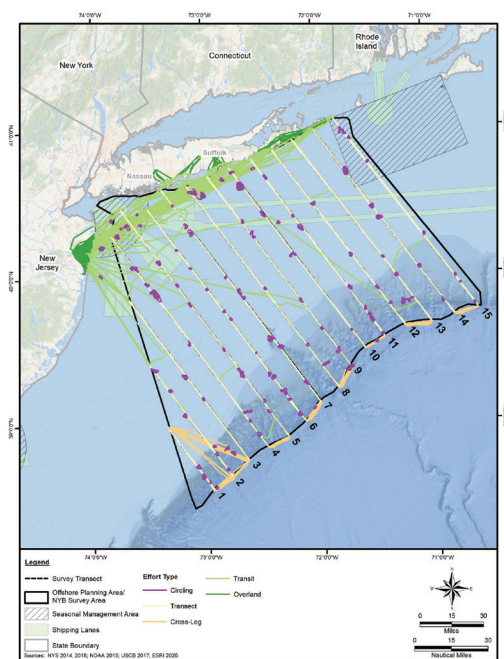 74°0'0"W 73°0'0"W 72°0'0"W 71°0'0"W
Rhode
Island
Connecticut
New York
41°0'0"N
Suffolk
Nassau
New
Jersey
40°0'0"N
39°0'0"N
1
2
3
4
5
6
7
8
9
10
11
12
13
14
15
74°0'0"W 73°0'0"W 72°0'0"W 71°0'0"W
Legend
Survey Transect
Offshore Planning Area/
NYB Survey Area
Seasonal Management Area
Shipping Lanes
State Boundary
Effort Type
Circling
Transect
Cross-Leg
Transit
Overland
N
W E
S
0 15 30
Miles
0 15 30
Nautical Miles
Sources: NYS 2014, 2018; NOAA 2015; USCB 2017; ESRI 2020.